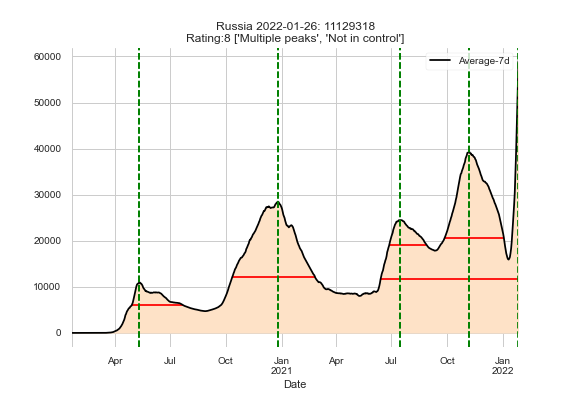 Russia 2022-01-26: 11129318
Rating:8 ['Multiple peaks', 'Not in control']
Average-7d
60000
50000
40000
30000
20000
10000
0
Apr Jul Oct Jan Apr Jul Oct Jan
2021 2022
Date